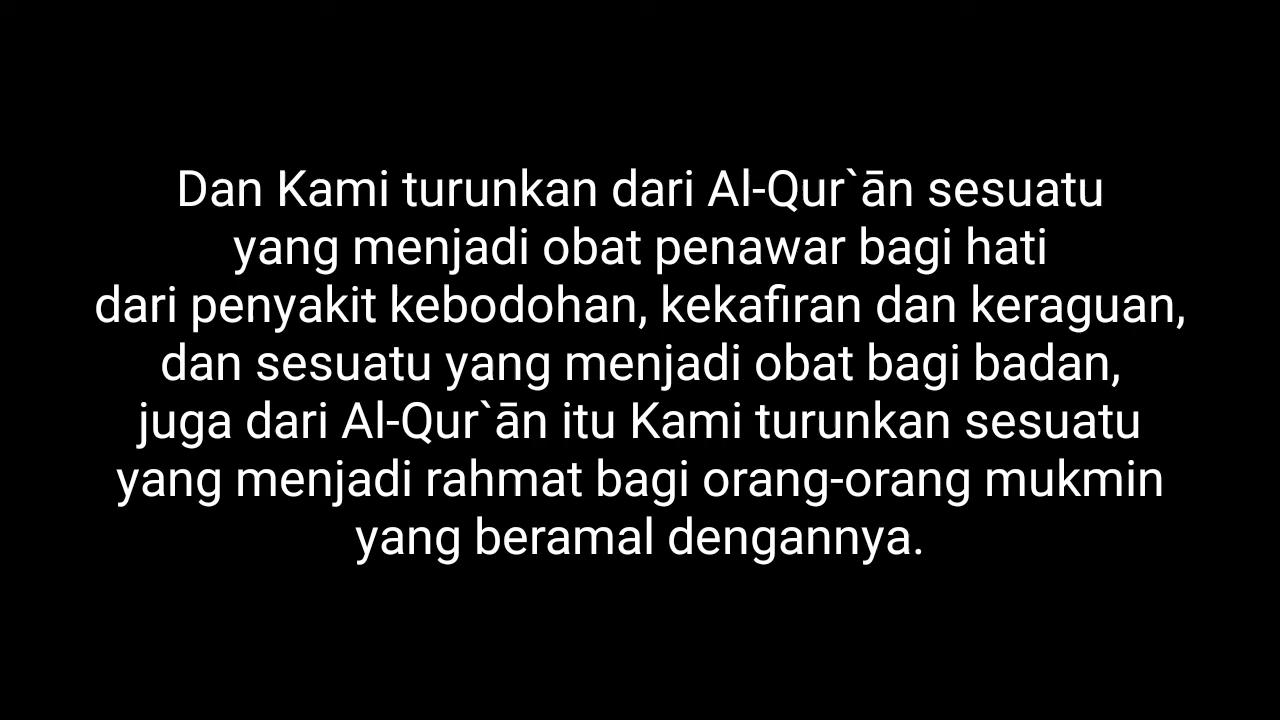 Dan Kami turunkan dari Al-Qur`ān sesuatu
yang menjadi obat penawar bagi hati
dari penyakit kebodohan, kekafiran dan keraguan,
dan sesuatu yang menjadi obat bagi badan,
juga dari Al-Qur`ān itu Kami turunkan sesuatu
yang menjadi rahmat bagi orang-orang mukmin
yang beramal dengannya.